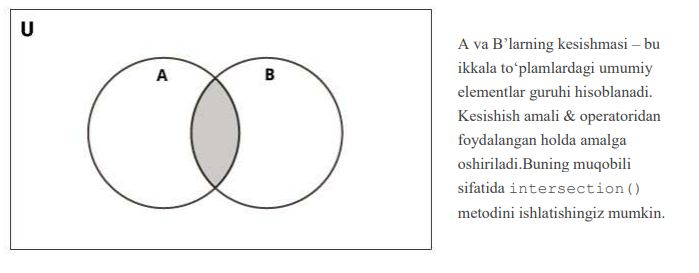 U
A
B
A va B’larning kesishmasi – bu
ikkala to‘plamlardagi umumiy
elementlar guruhi hisoblanadi.
Kesishish amali & operatoridan
foydalangan holda amalga
oshiriladi.Buning muqobili
sifatida intersection()
metodini ishlatishingiz mumkin.